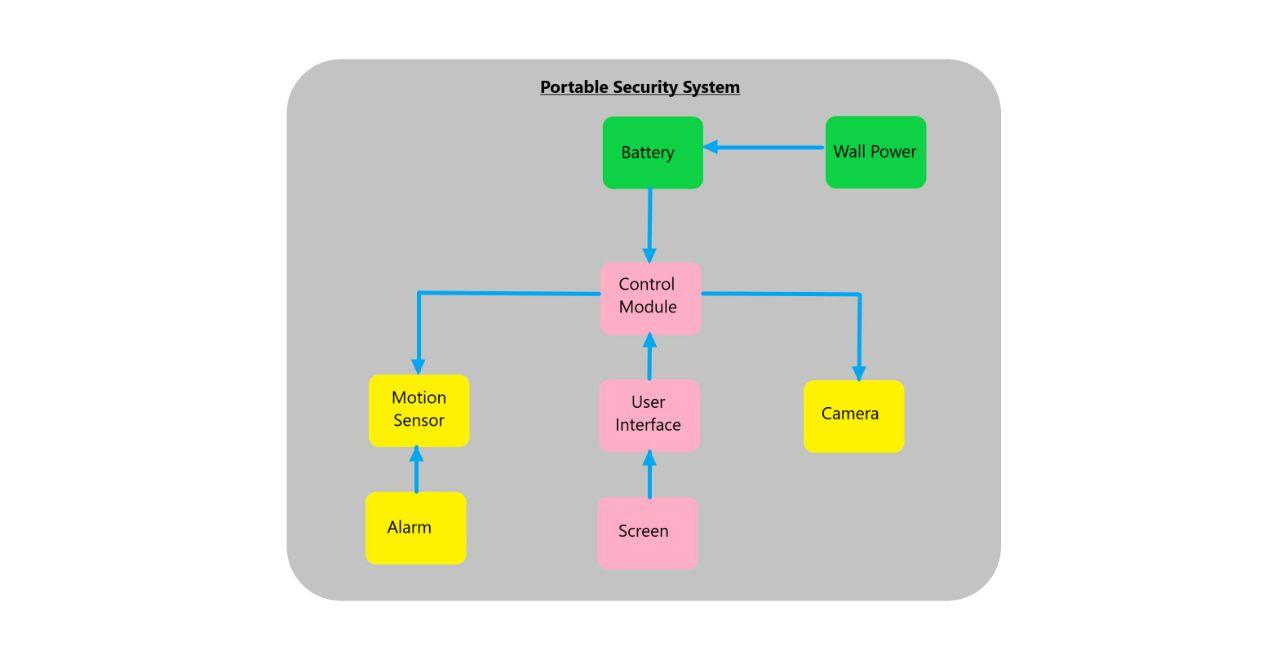 Portable Security System
Battery
Wall Power
Control
Module
Motion
Sensor
User
Interface
Camera
Alarm
Screen